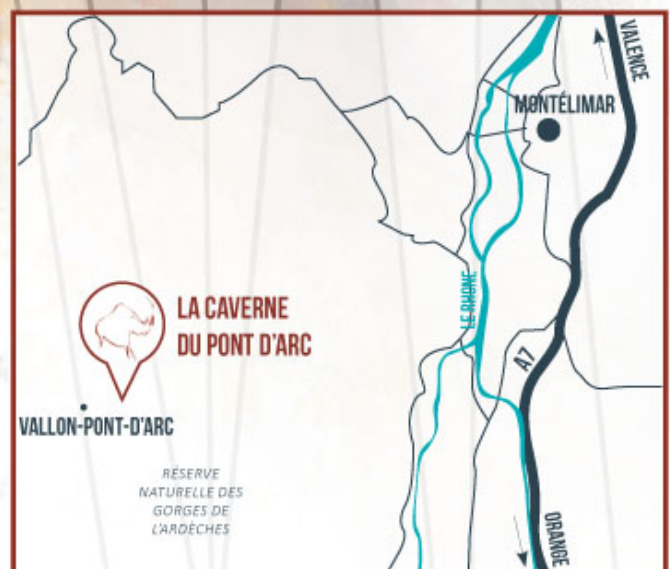 VALENCE
MONTÉLIMAR
LE RHONE
LA CAVERNE
DU PONT D'ARC
A7
VALLON-PONT-D'ARC
RÉSERVE
NATURELLE DES
GORGES DE
L'ARDÈCHES
ORANGE